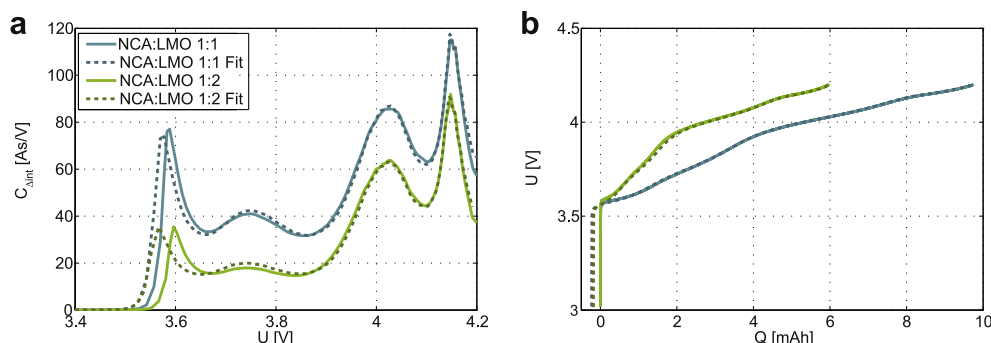 a
120
100
80
60
40
20
0
C_Δint [As/V]
NCA:LMO 1:1
NCA:LMO 1:1 Fit
NCA:LMO 1:2
NCA:LMO 1:2 Fit
3.4
3.6
3.8
4
4.2
U [V]
b
4.5
4
3.5
3
U [V]
0
2
4
6
8
10
Q [mAh]